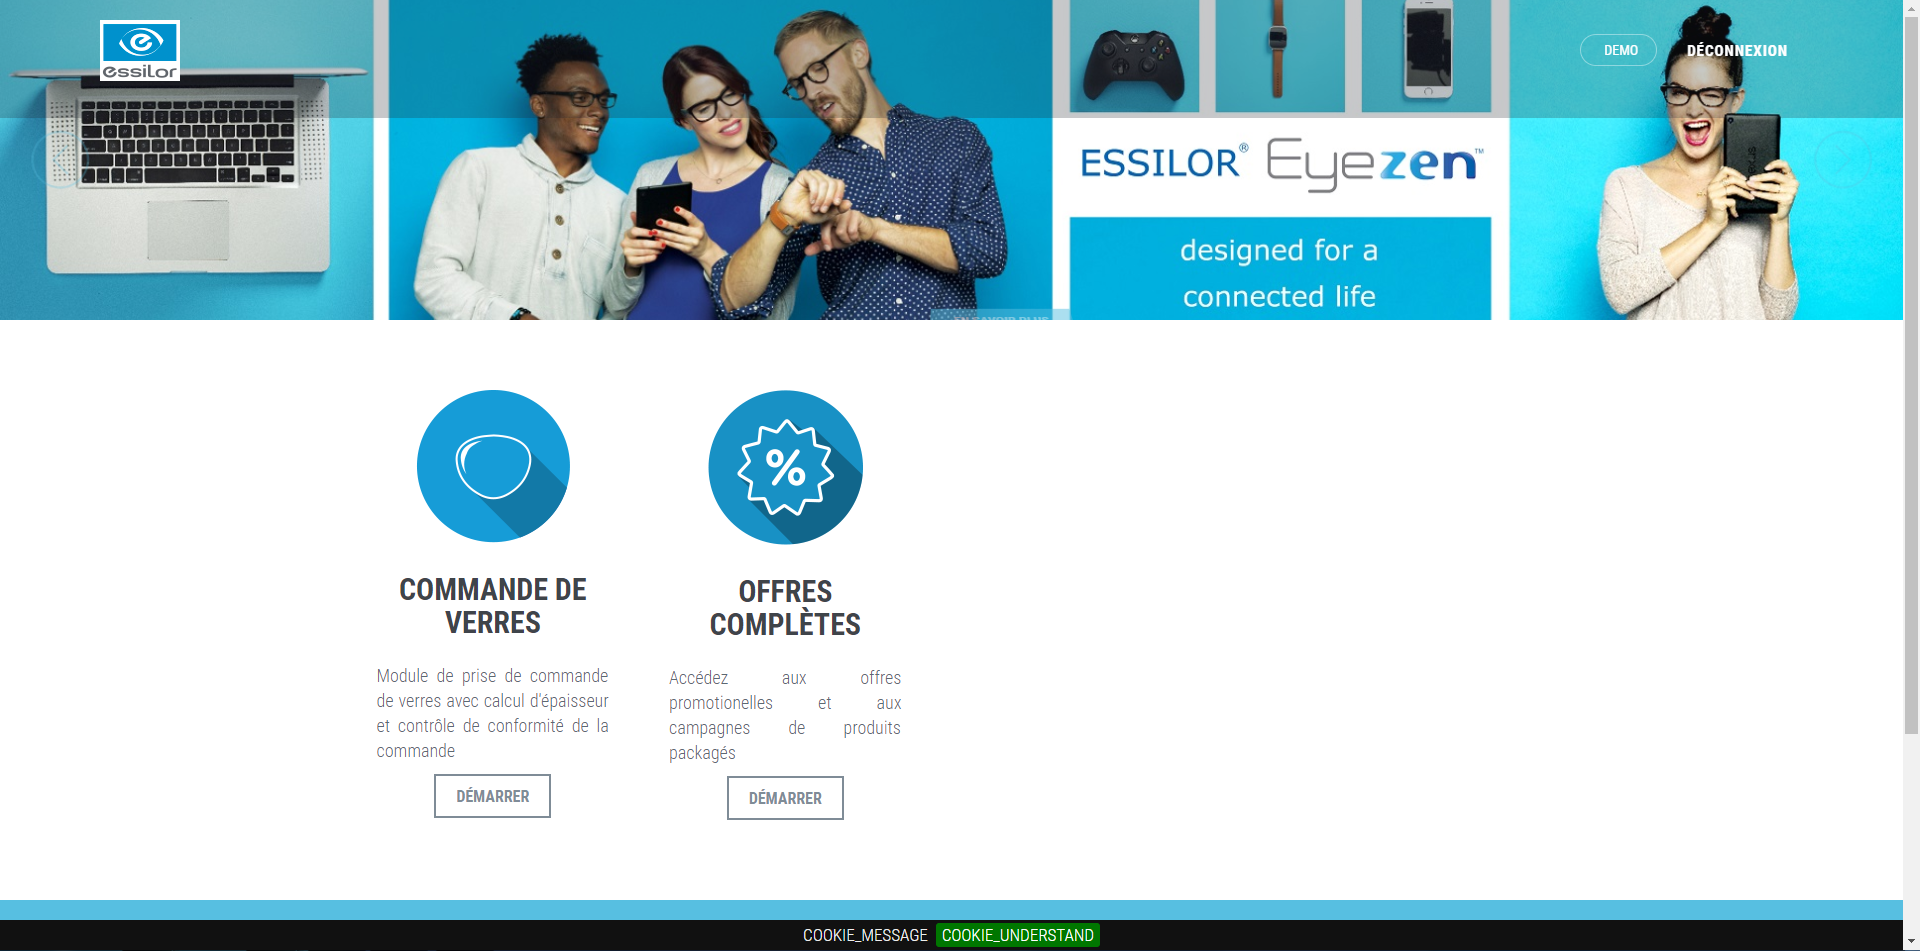 essilor
DEMO
DÉCONNEXION
ESSILOR® Eyezen™
designed for a
connected life
COMMANDE DE
VERRES
Module de prise de commande
de verres avec calcul d'épaisseur
et contrôle de conformité de la
commande
DÉMARRER
OFFRES
COMPLÈTES
Accédez aux offres
promotionelles et aux
campagnes de produits
packagés
DÉMARRER
COOKIE_MESSAGE COOKIE_UNDERSTAND